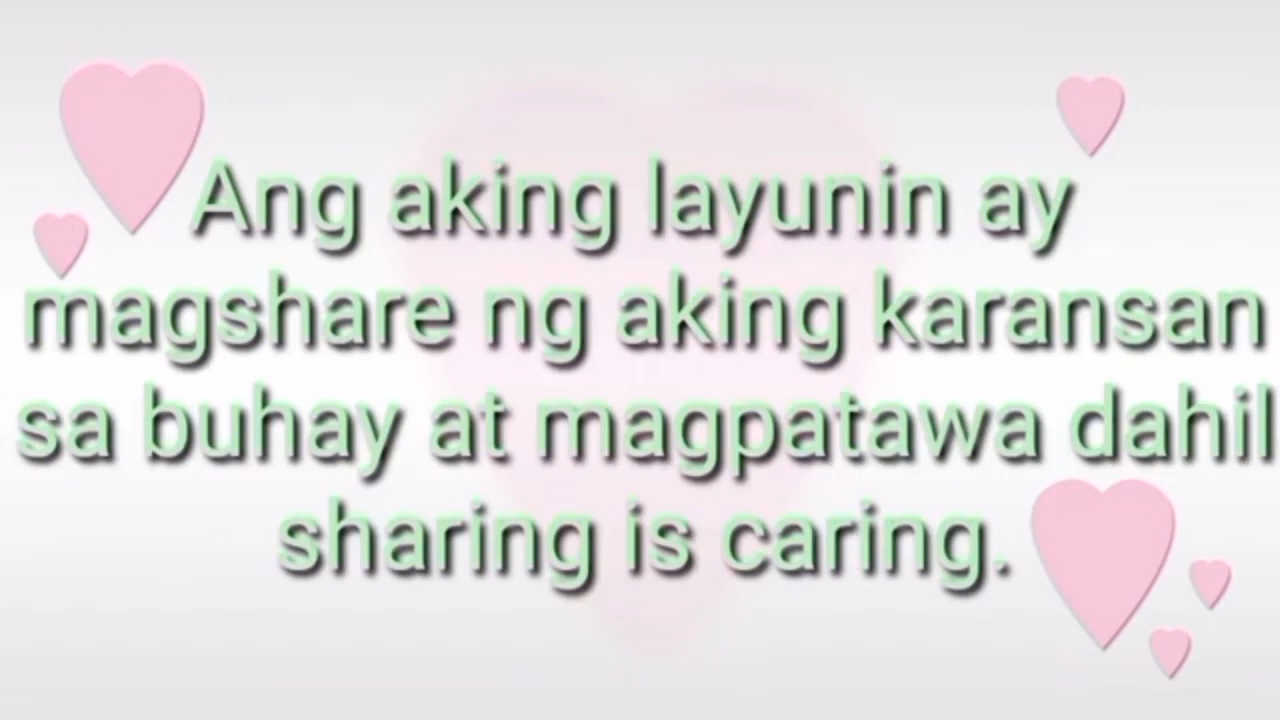 Ang aking layunin ay
magshare ng aking karansan
sa buhay at magpatawa dahil
sharing is caring.